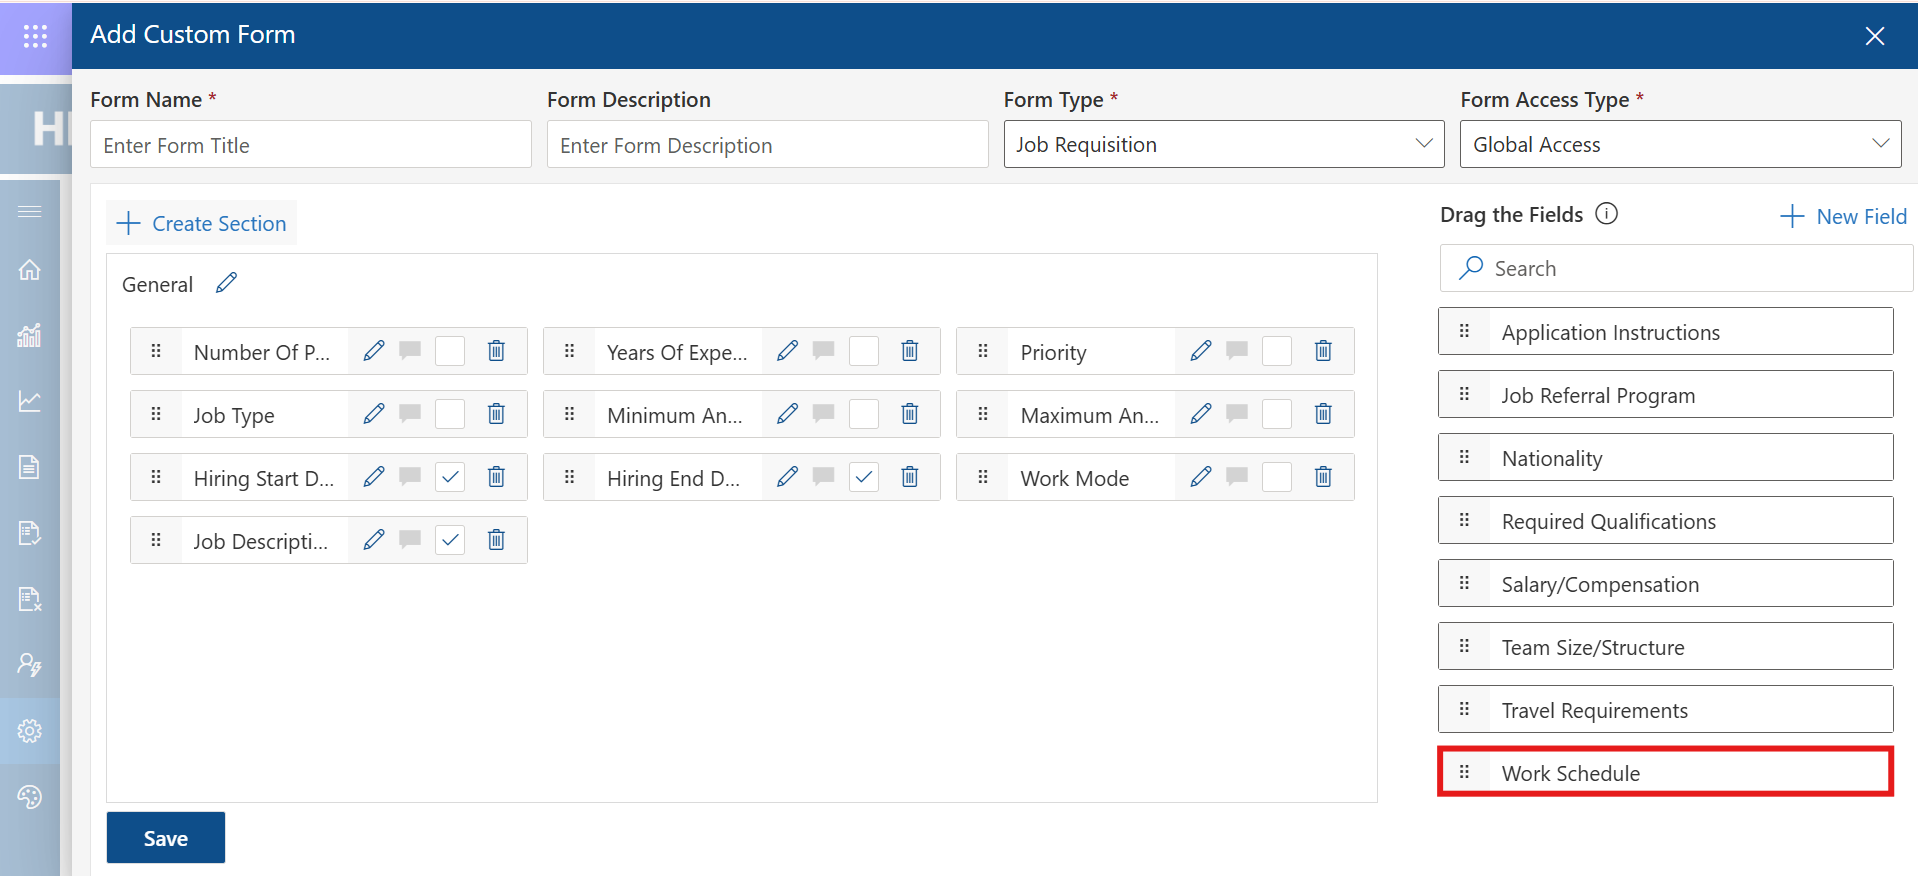 Add Custom Form
Form Name *
Form Description
Form Type *
Form Access Type *
Enter Form Title
Enter Form Description
Job Requisition
Global Access
Create Section
Drag the Fields
New Field
Search
General
Number Of P...
Years Of Expe...
Priority
Job Type
Minimum An...
Maximum An...
Hiring Start D...
Hiring End D...
Work Mode
Job Descripti...
Application Instructions
Job Referral Program
Nationality
Required Qualifications
Salary/Compensation
Team Size/Structure
Travel Requirements
Work Schedule
Save